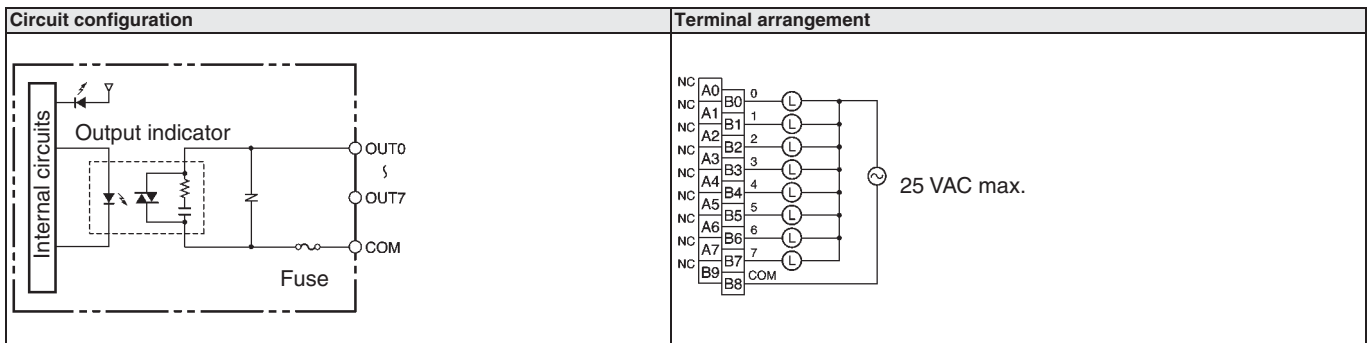 Circuit configuration
Terminal arrangement
Internal circuits
Output indicator
OUT0
OUT7
COM
Fuse
NC A0
B0 0 L
NC A1
B1 1 L
NC A2
B2 2 L
NC A3
B3 3 L
NC A4
B4 4 L
NC A5
B5 5 L
NC A6
B6 6 L
NC A7
B7 7 L
NC B9
B8 COM
25 VAC max.